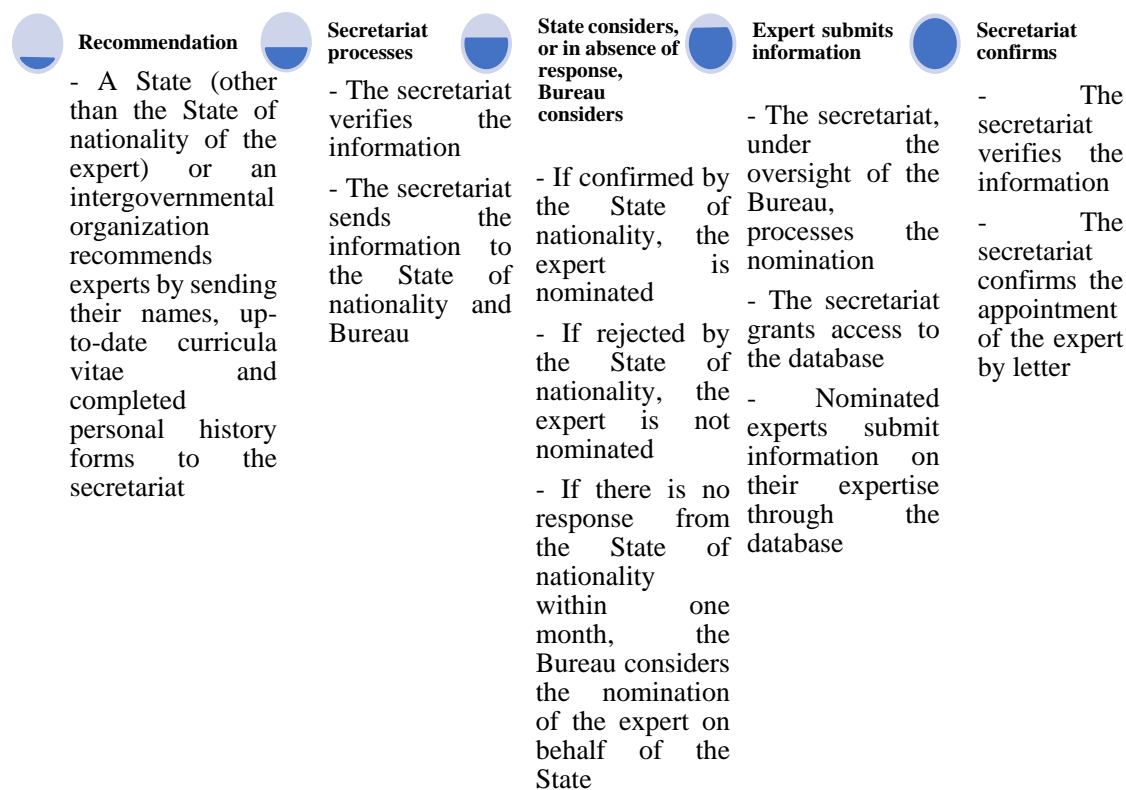 Recommendation
- A State (other
than the State of
nationality of the
expert) or an
intergovernmental
organization
recommends
experts by sending
their names, up-
to-date curricula
vitae and
completed
personal history
forms to the
secretariat
Secretariat
processes
- The secretariat
verifies the
information
- The secretariat
sends the
information to
the State of
nationality and
Bureau
State considers,
or in absence of
response,
Bureau
considers
- If confirmed by
the State of
nationality, the
expert is
nominated
- If rejected by
the State of
nationality, the
expert is not
nominated
- If there is no
response from
the State of
nationality
within one
month, the
Bureau considers
the nomination
of the expert on
behalf of the
State
Expert submits
information
- The secretariat,
under the
oversight of the
Bureau,
processes the
nomination
- The secretariat
grants access to
the database
- Nominated
experts submit
information on
their expertise
through the
database
Secretariat
confirms
- The
secretariat
verifies the
information
- The
secretariat
confirms the
appointment
of the expert
by letter